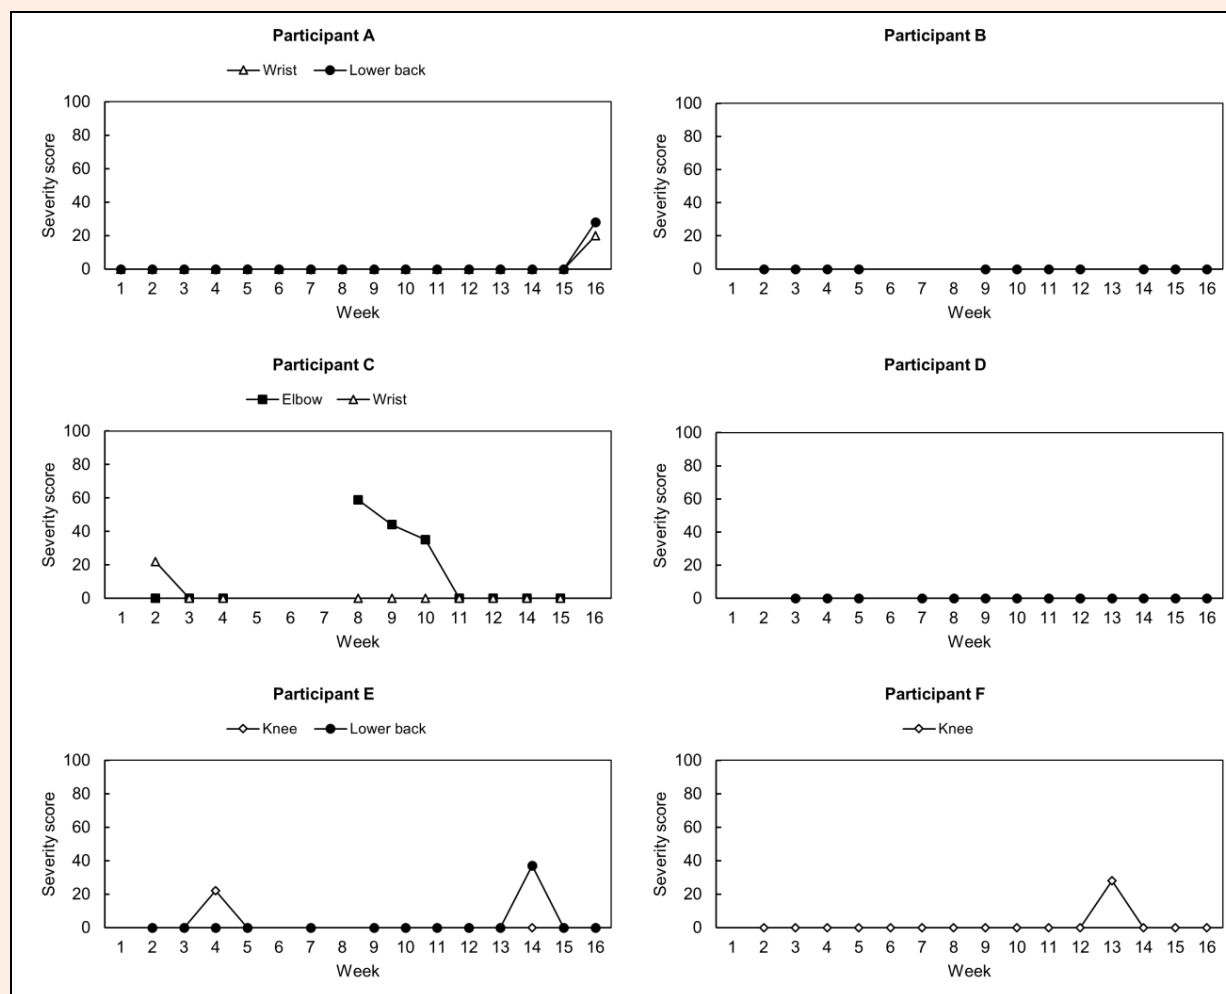 Participant A
Wrist Lower back
100
80
60
40
20
0
Severity score
1 2 3 4 5 6 7 8 9 10 11 12 13 14 15 16
Week
Participant B
100
80
60
40
20
0
Severity score
1 2 3 4 5 6 7 8 9 10 11 12 13 14 15 16
Week
Participant C
Elbow Wrist
100
80
60
40
20
0
Severity score
1 2 3 4 5 6 7 8 9 10 11 12 14 15 16
Week
Participant D
100
80
60
40
20
0
Severity score
1 2 3 4 5 6 7 8 9 10 11 12 13 14 15 16
Week
Participant E
Knee Lower back
100
80
60
40
20
0
Severity score
1 2 3 4 5 6 7 8 9 10 11 12 13 14 15 16
Week
Participant F
Knee
100
80
60
40
20
0
Severity score
1 2 3 4 5 6 7 8 9 10 11 12 13 14 15 16
Week